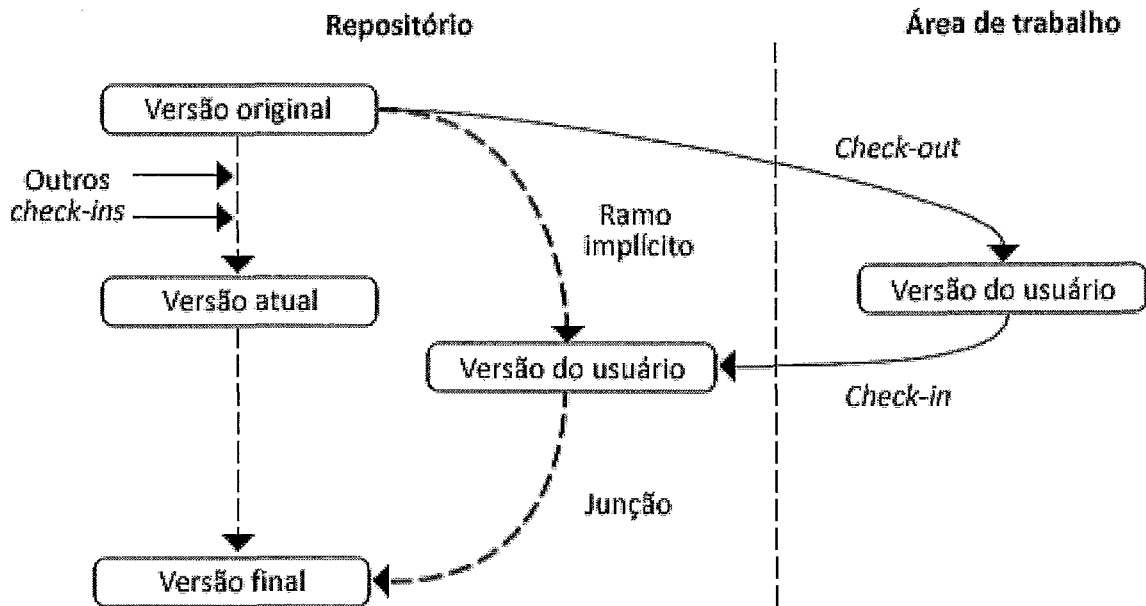 Repositório
Área de trabalho
Versão original
Check-out
Outros
check-ins
Ramo
implícito
Versão atual
Versão do usuário
Versão do usuário
Check-in
Junção
Versão final